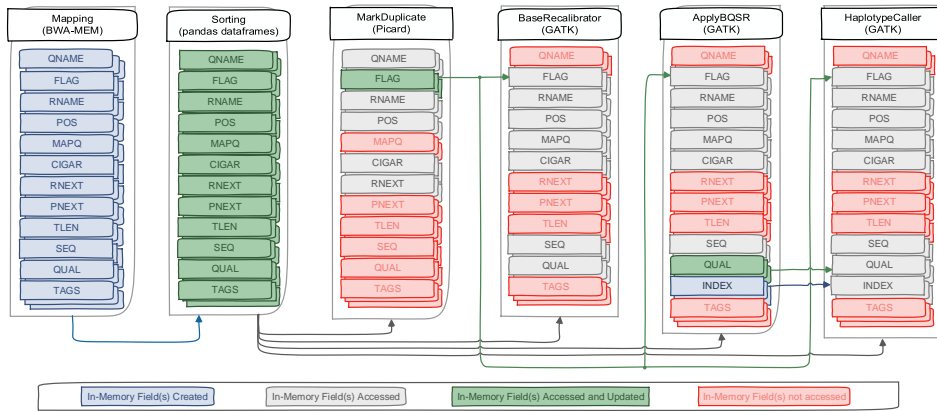 Mapping
(BWA-MEM)
QNAME
FLAG
RNAME
POS
MAPQ
CIGAR
RNEXT
PNEXT
TLEN
SEQ
QUAL
TAGS
Sorting
(pandas dataframes)
QNAME
FLAG
RNAME
POS
MAPQ
CIGAR
RNEXT
PNEXT
TLEN
SEQ
QUAL
TAGS
MarkDuplicate
(Picard)
QNAME
FLAG
RNAME
POS
MAPQ
CIGAR
RNEXT
PNEXT
TLEN
SEQ
QUAL
TAGS
BaseRecalibrator
(GATK)
QNAME
FLAG
RNAME
POS
MAPQ
CIGAR
RNEXT
PNEXT
TLEN
SEQ
QUAL
TAGS
ApplyBQSR
(GATK)
QNAME
FLAG
RNAME
POS
MAPQ
CIGAR
RNEXT
PNEXT
TLEN
SEQ
QUAL
INDEX
TAGS
HaplotypeCaller
(GATK)
QNAME
FLAG
RNAME
POS
MAPQ
CIGAR
RNEXT
PNEXT
TLEN
SEQ
QUAL
INDEX
TAGS
In-Memory Field(s) Created
In-Memory Field(s) Accessed
In-Memory Field(s) Accessed and Updated
In-Memory Field(s) not accessed